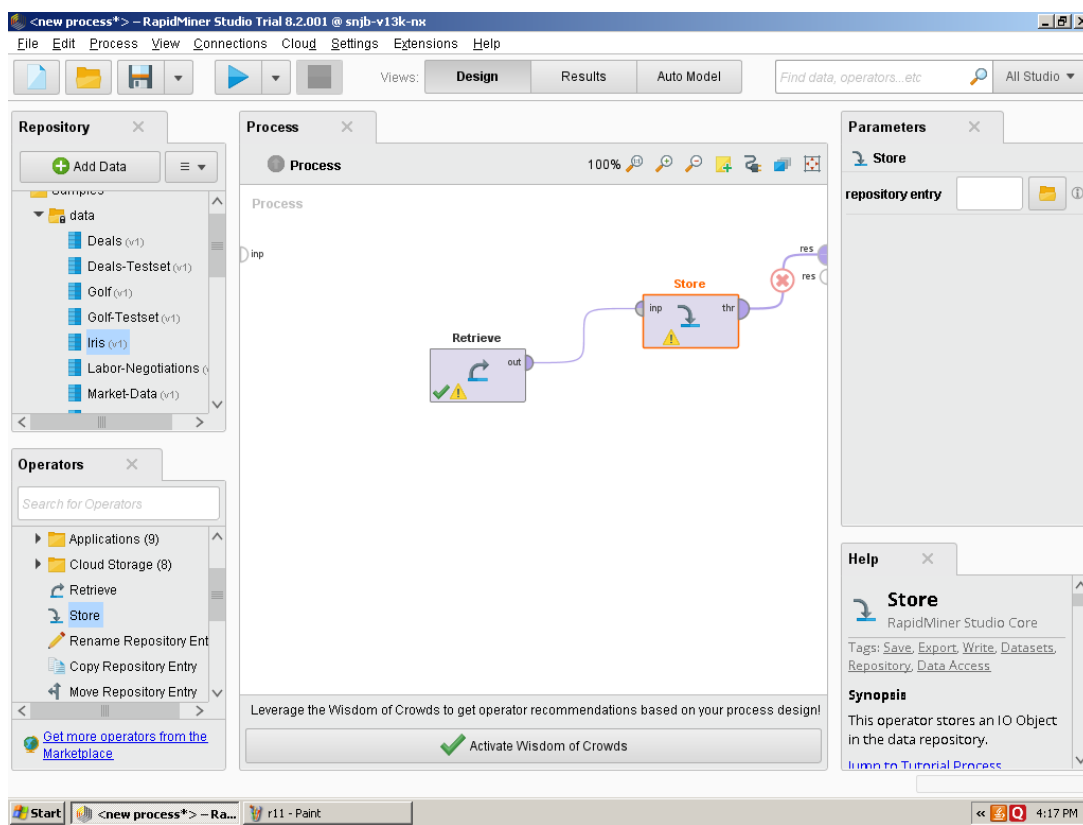 <new process*> – RapidMiner Studio Trial 8.2.001 @ snjb-v13k-nx
File Edit Process View Connections Cloud Settings Extensions Help
Views: Design Results Auto Model Find data, operators...etc All Studio
Repository
Add Data
data
Deals (v1)
Deals-Testset (v1)
Golf (v1)
Golf-Testset (v1)
Iris (v1)
Labor-Negotiations
Market-Data (v1)
Operators
Search for Operators
Applications (9)
Cloud Storage (8)
Retrieve
Store
Rename Repository Ent
Copy Repository Entry
Move Repository Entry
Get more operators from the
Marketplace
Process
Process 100%
Process
inp
res
res
Store
inp thr
Retrieve
out
Leverage the Wisdom of Crowds to get operator recommendations based on your process design!
Activate Wisdom of Crowds
Parameters
Store
repository entry
Help
Store
RapidMiner Studio Core
Tags: Save, Export, Write, Datasets,
Repository, Data Access
Synopsis
This operator stores an IO Object
in the data repository.
Jump to Tutorial Process
Start <new process*> – Ra... r11 - Paint 4:17 PM